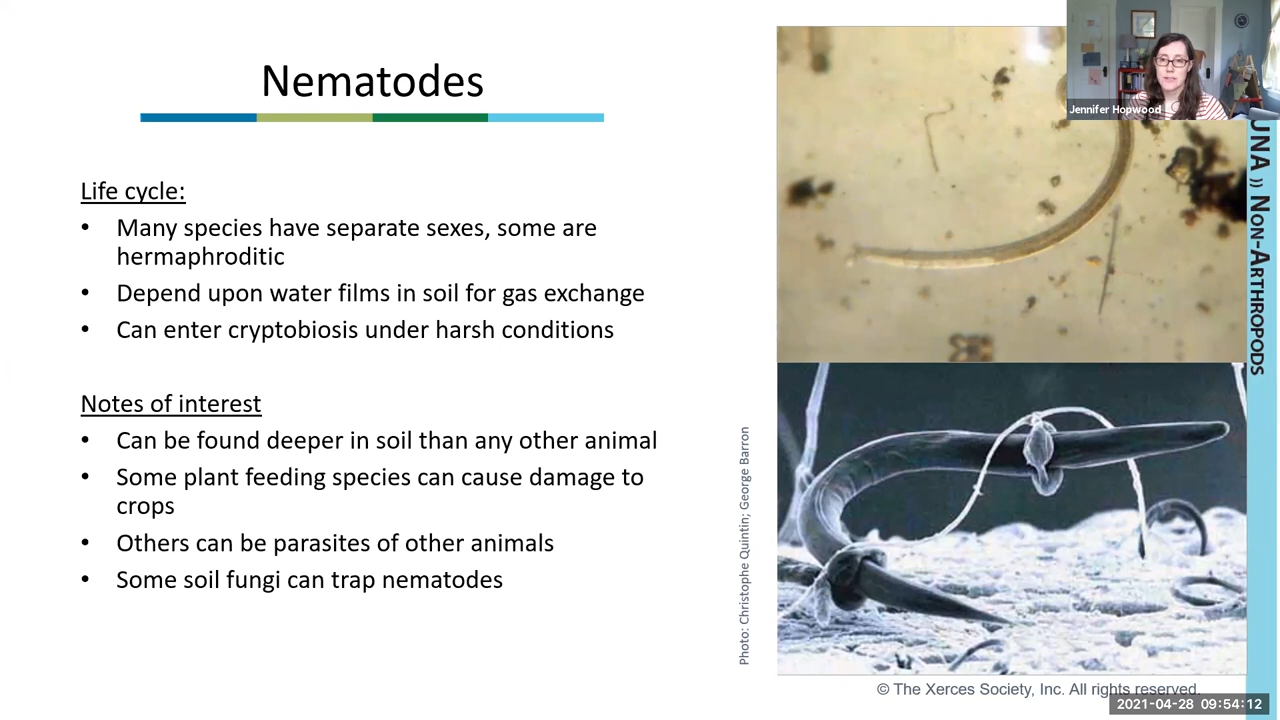 Nematodes
Life cycle:
• Many species have separate sexes, some are
hermaphroditic
• Depend upon water films in soil for gas exchange
• Can enter cryptobiosis under harsh conditions
Notes of interest
• Can be found deeper in soil than any other animal
• Some plant feeding species can cause damage to
crops
• Others can be parasites of other animals
• Some soil fungi can trap nematodes
Photo: Christophe Quintin; George Barron
Jennifer Hopwood
UNA » NON-ARTHROPODS
© The Xerces Society, Inc. All rights reserved.
2021-04-28 09:54:12